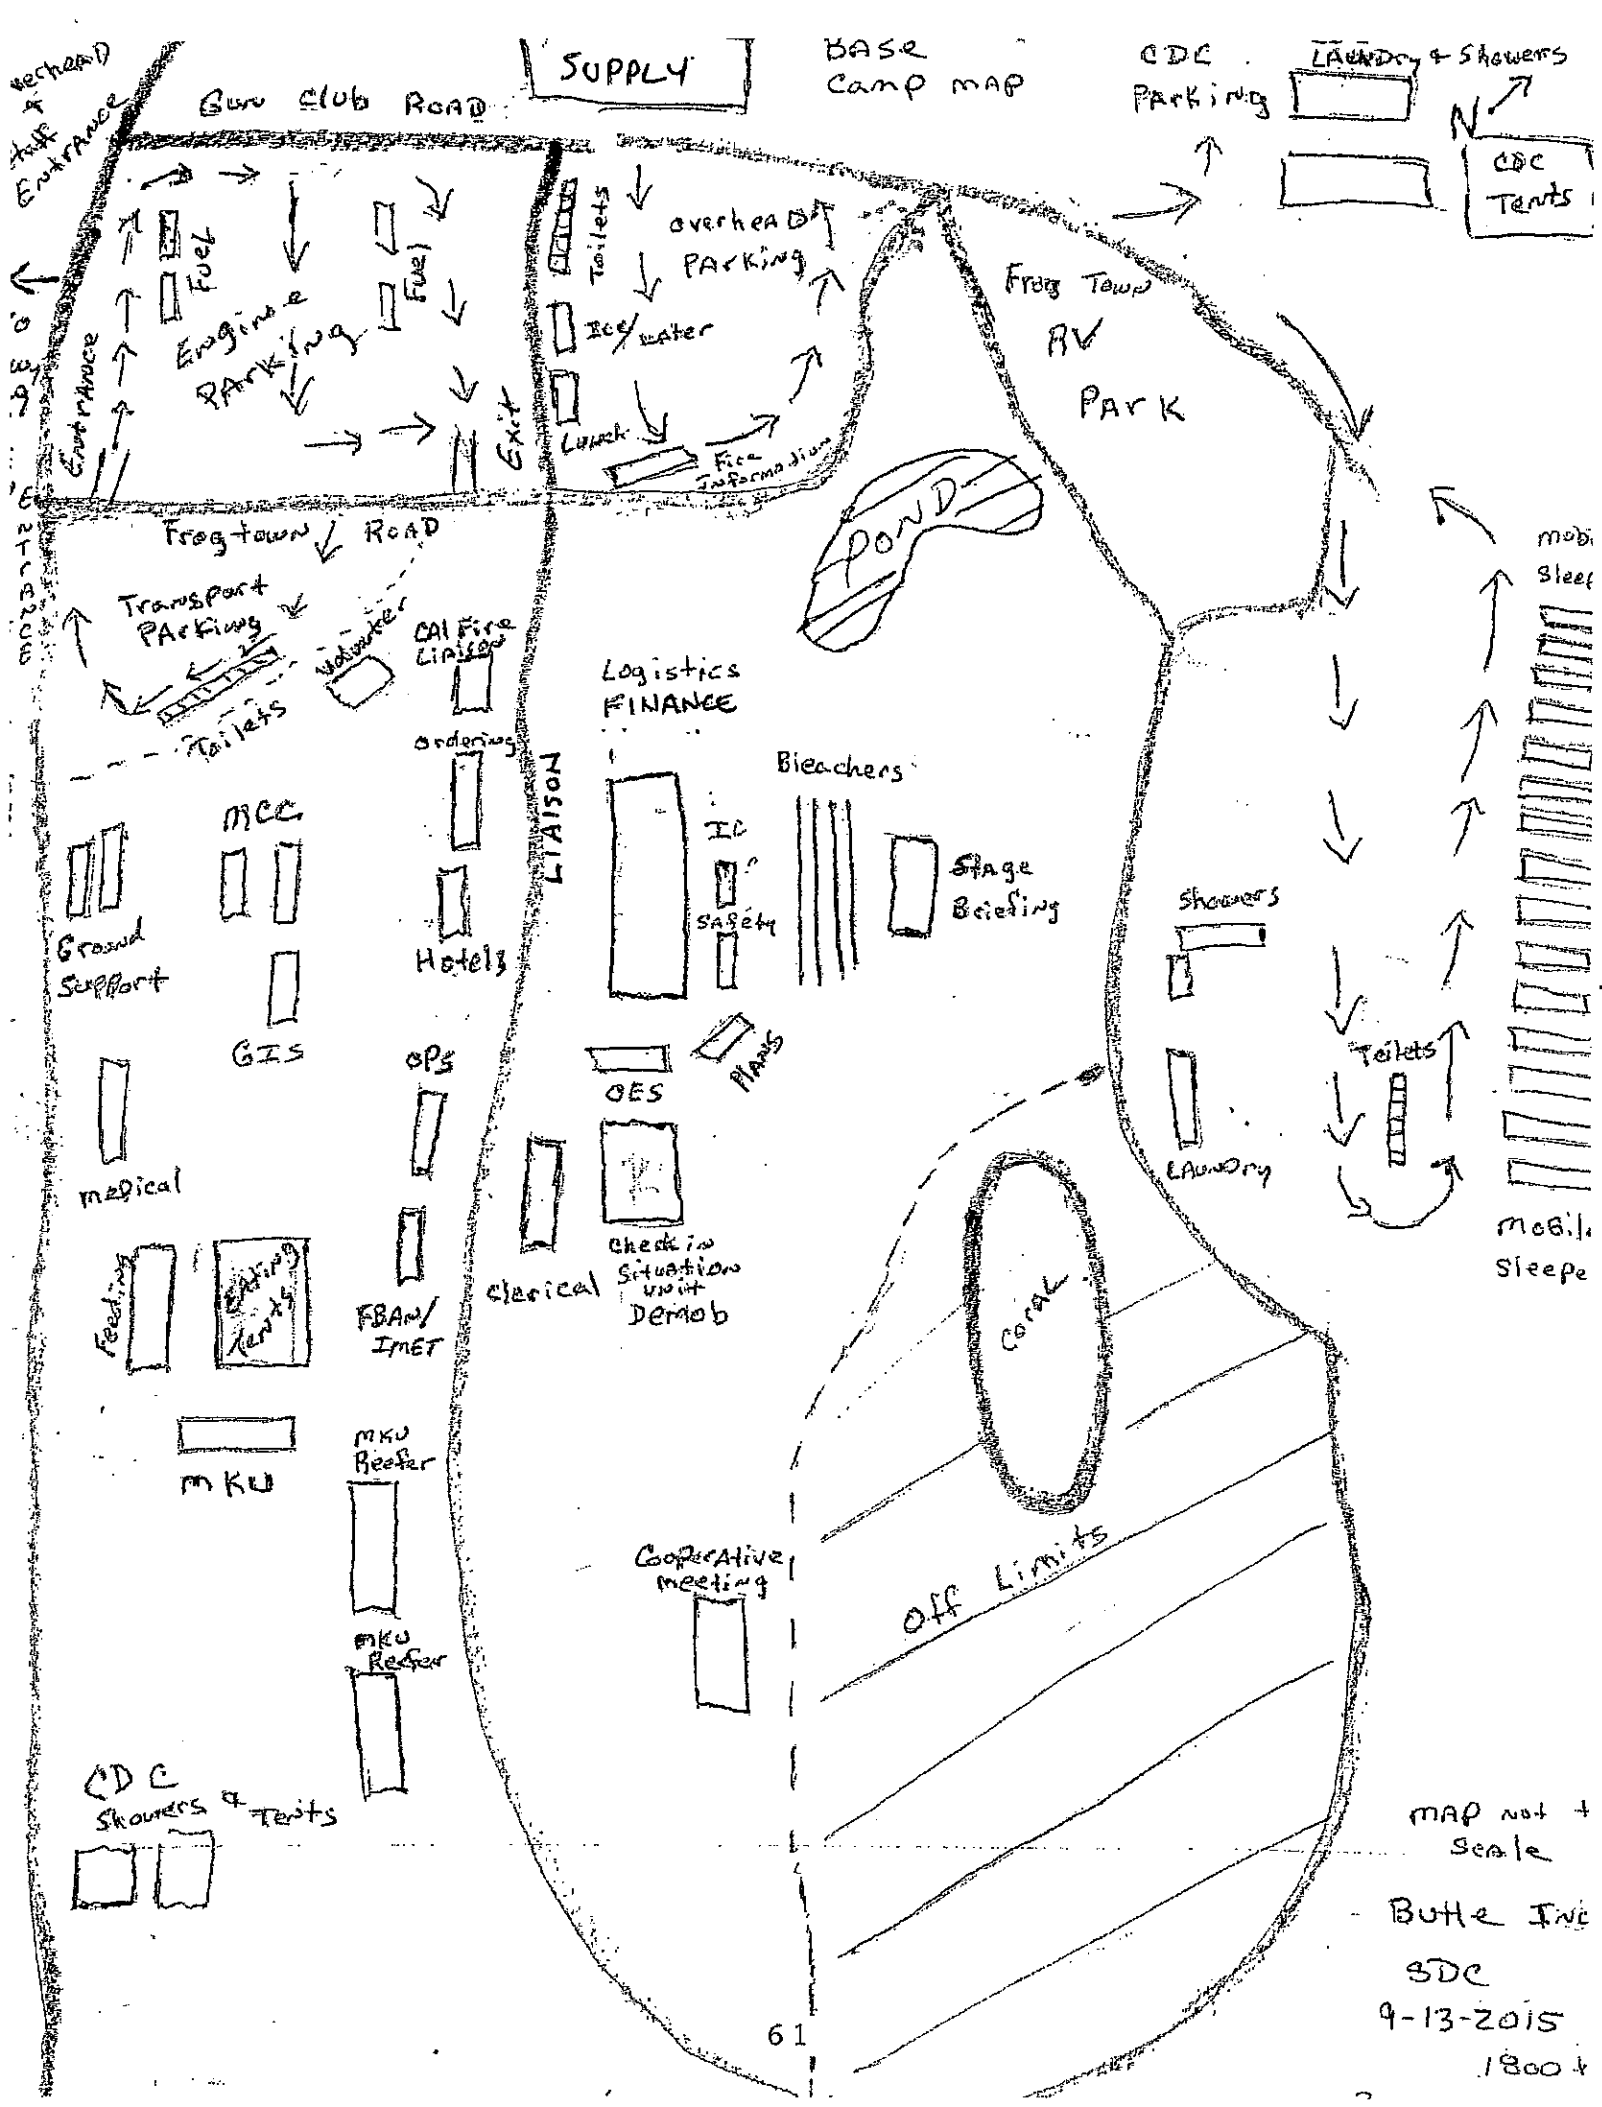 SUPPLY
BASE
Camp MAP
CDC
PArking
LAUNDry & Showers
N
CDC
Tents
Entrance
Gun Club ROAD
Toilets
overheAD
PArking
Fuel
Fuel
Engine
PArking
Ice/water
Lunch
Fire
Information
Entrance
Exit
Frog Town
RV
PArK
POND
ENTrANCE
Frogtown ROAD
Transport
PArking
Toilets
CAl Fire
Liaison
Ordering
LIAISON
Logistics
FINANCE
Bleachers
MCC
IC
Safety
Stage
Briefing
Showers
Ground
Support
GIS
Hotels
OPS
OES
PlANS
Toilets
Medical
LAUNDry
Feeding
Eating
Tents
FBAN/
IMET
Clerical
Check in
Situation
unit
Demob
Coral
MKU
MKU
Reefer
MKU
Reefer
Cooperative
Meeting
Off Limits
CDC
Showers & Tents
MAP Not
Scale
Butte Inc
SDC
9-13-2015
1800
61